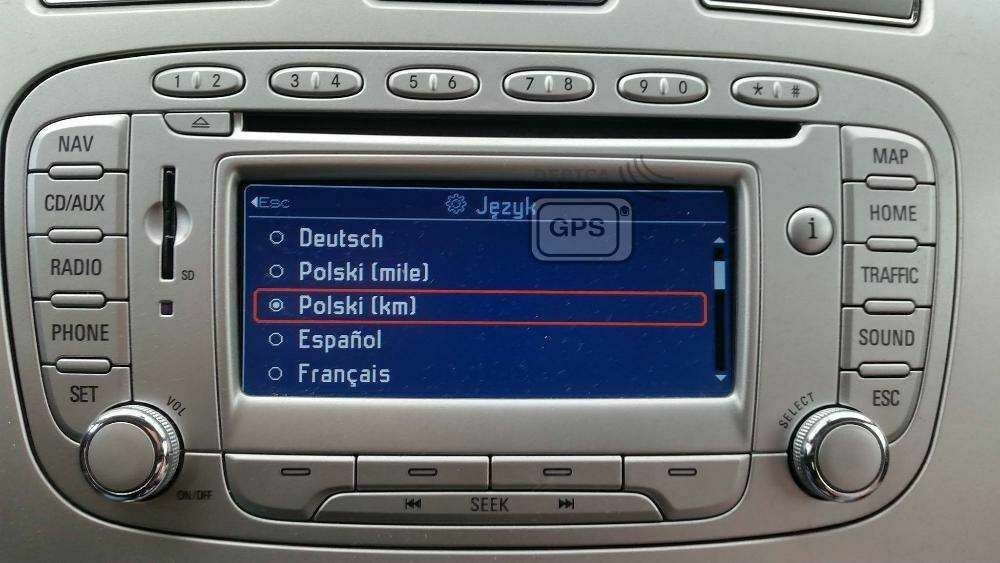 1 2
3 4
5 6
7 8
9 0
* #
NAV
CD/AUX
RADIO
PHONE
SET
SD
VOL
ON/OFF
Esc
Język
Deutsch
Polski (mile)
Polski (km)
Español
Français
GPS
i
MAP
HOME
TRAFFIC
SOUND
ESC
SELECT
SEEK